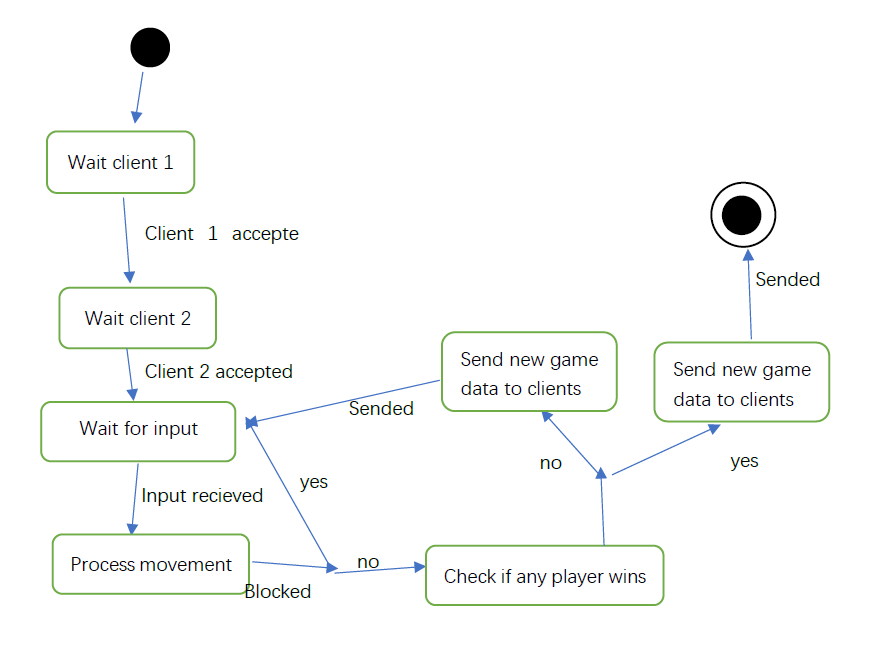 Wait client 1
Client 1 accepte
Wait client 2
Client 2 accepted
Wait for input
Input recieved
Process movement
Blocked
yes
no
Check if any player wins
no
yes
Send new game
data to clients
Sended
Send new game
data to clients
Sended